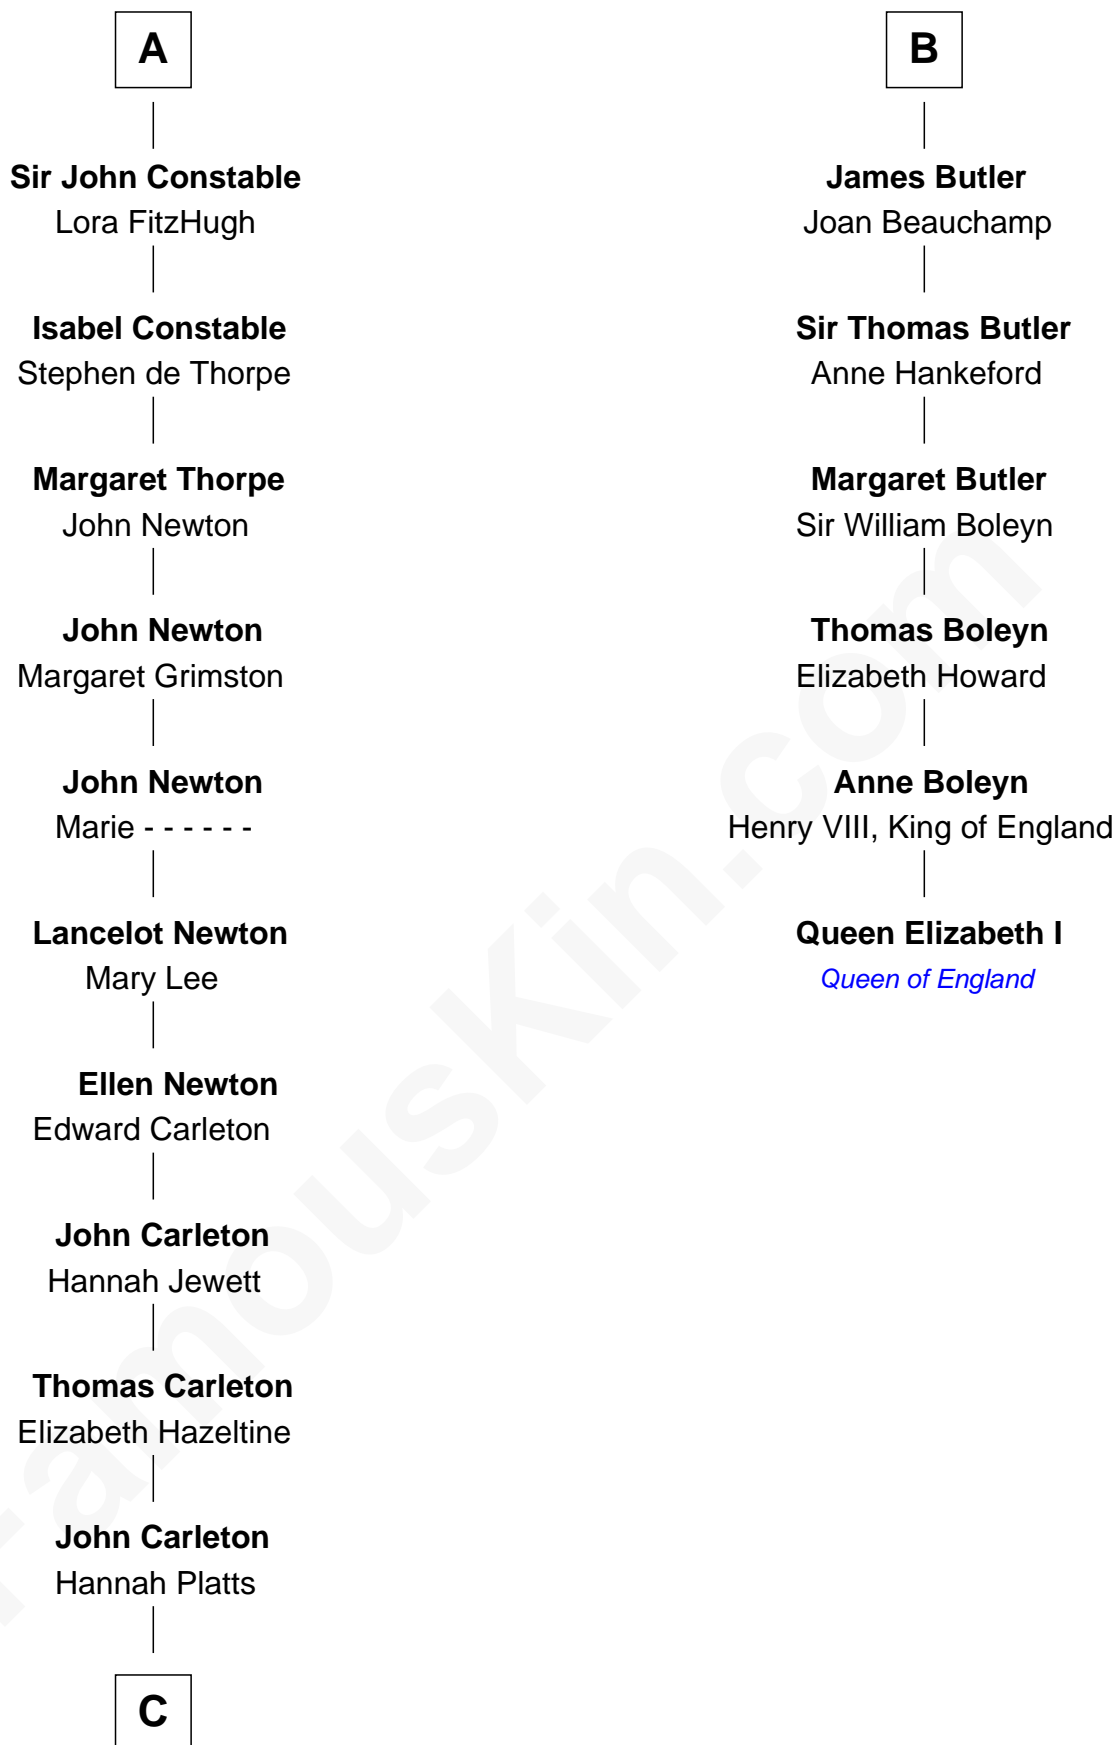 A
Sir John Constable
Lora FitzHugh
Isabel Constable
Stephen de Thorpe
Margaret Thorpe
John Newton
John Newton
Margaret Grimston
John Newton
Marie - - - - - -
Lancelot Newton
Mary Lee
Ellen Newton
Edward Carleton
John Carleton
Hannah Jewett
Thomas Carleton
Elizabeth Hazeltine
John Carleton
Hannah Platts
C
B
James Butler
Joan Beauchamp
Sir Thomas Butler
Anne Hankeford
Margaret Butler
Sir William Boleyn
Thomas Boleyn
Elizabeth Howard
Anne Boleyn
Henry VIII, King of England
Queen Elizabeth I
Queen of England
FamousKin.com